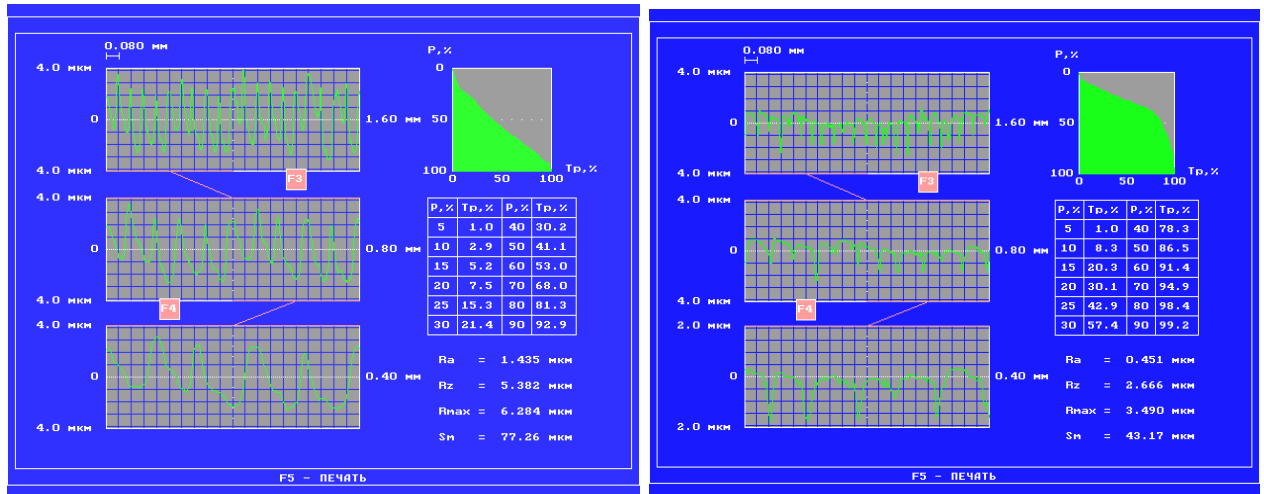 0.080 мм
4.0 мкм
0
4.0 мкм
1.60 мм
F3
4.0 мкм
0
4.0 мкм
0.80 мм
F4
4.0 мкм
0
4.0 мкм
0.40 мм
P,%
0
50
100
0 50 100
Tp,%
P,% Tp,% P,% Tp,%
5 1.0 40 30.2
10 2.9 50 41.1
15 5.2 60 53.0
20 7.5 70 68.0
25 15.3 80 81.3
30 21.4 90 92.9
Ra = 1.435 мкм
Rz = 5.382 мкм
Rmax = 6.284 мкм
Sm = 77.26 мкм
F5 - ПЕЧАТЬ
0.080 мм
4.0 мкм
0
4.0 мкм
1.60 мм
F3
4.0 мкм
0
4.0 мкм
0.80 мм
F4
2.0 мкм
0
2.0 мкм
0.40 мм
P,%
0
50
100
0 50 100
Tp,%
P,% Tp,% P,% Tp,%
5 1.0 40 78.3
10 8.3 50 86.5
15 20.3 60 91.4
20 30.1 70 94.9
25 42.9 80 98.4
30 57.4 90 99.2
Ra = 0.451 мкм
Rz = 2.666 мкм
Rmax = 3.490 мкм
Sm = 43.17 мкм
F5 - ПЕЧАТЬ